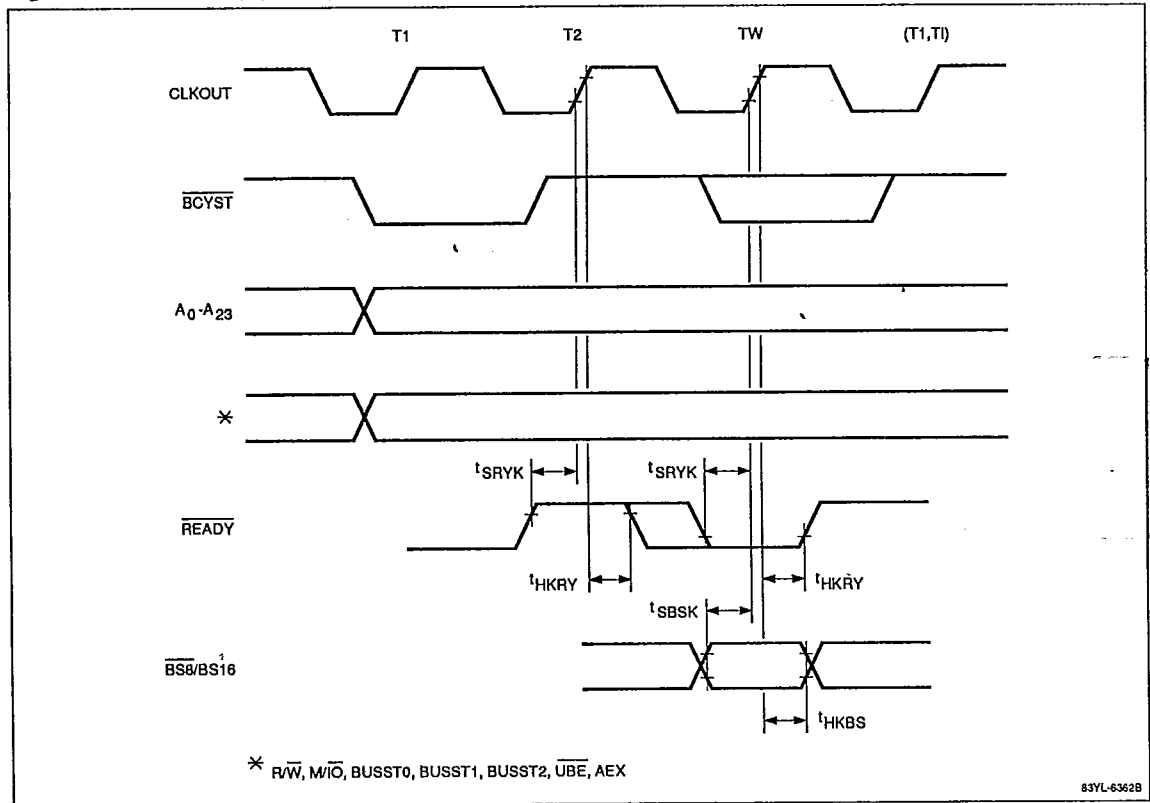 T1 T2 TW (T1,TI)
CLKOUT
BCYST
A0-A23
*
tSRYK tSRYK
READY
tHKRY tHKRY
tSBSK
BS8/BS16
tHKBS
* R/W, M/IO, BUSST0, BUSST1, BUSST2, UBE, AEX
83YL-6362B